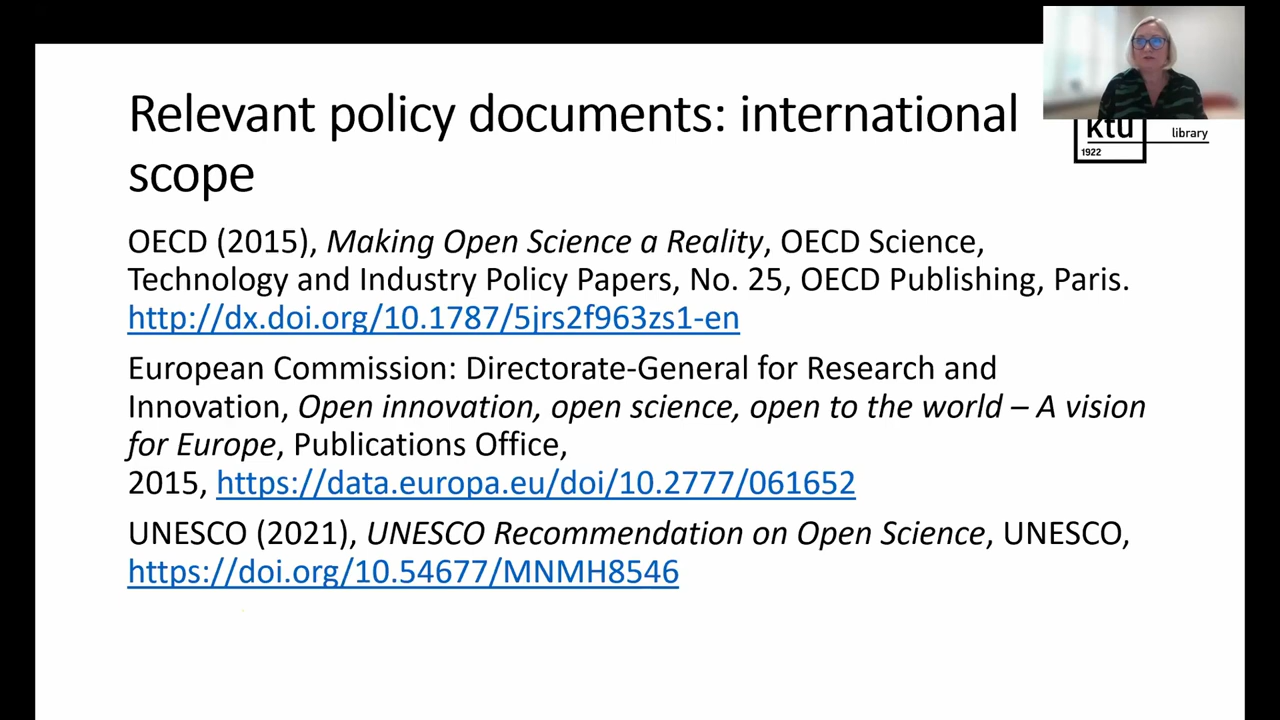 Relevant policy documents: international
scope
ktu
library
1922
OECD (2015), Making Open Science a Reality, OECD Science,
Technology and Industry Policy Papers, No. 25, OECD Publishing, Paris.
http://dx.doi.org/10.1787/5jrs2f963zs1-en
European Commission: Directorate-General for Research and
Innovation, Open innovation, open science, open to the world – A vision
for Europe, Publications Office,
2015, https://data.europa.eu/doi/10.2777/061652
UNESCO (2021), UNESCO Recommendation on Open Science, UNESCO,
https://doi.org/10.54677/MNMH8546